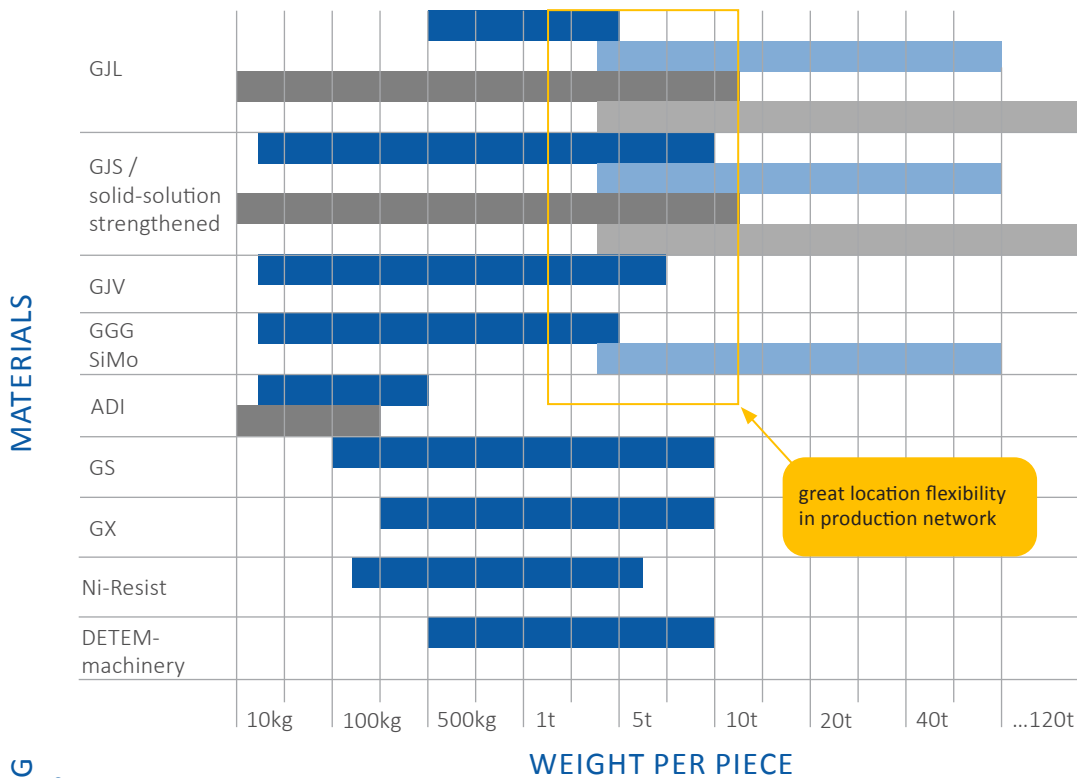 MATERIALS
GJL
GJS /
solid-solution
strengthened
GJV
GGG
SiMo
ADI
GS
GX
Ni-Resist
DETEM-
machinery
great location flexibility
in production network
10kg 100kg 500kg 1t 5t 10t 20t 40t ...120t
WEIGHT PER PIECE
G